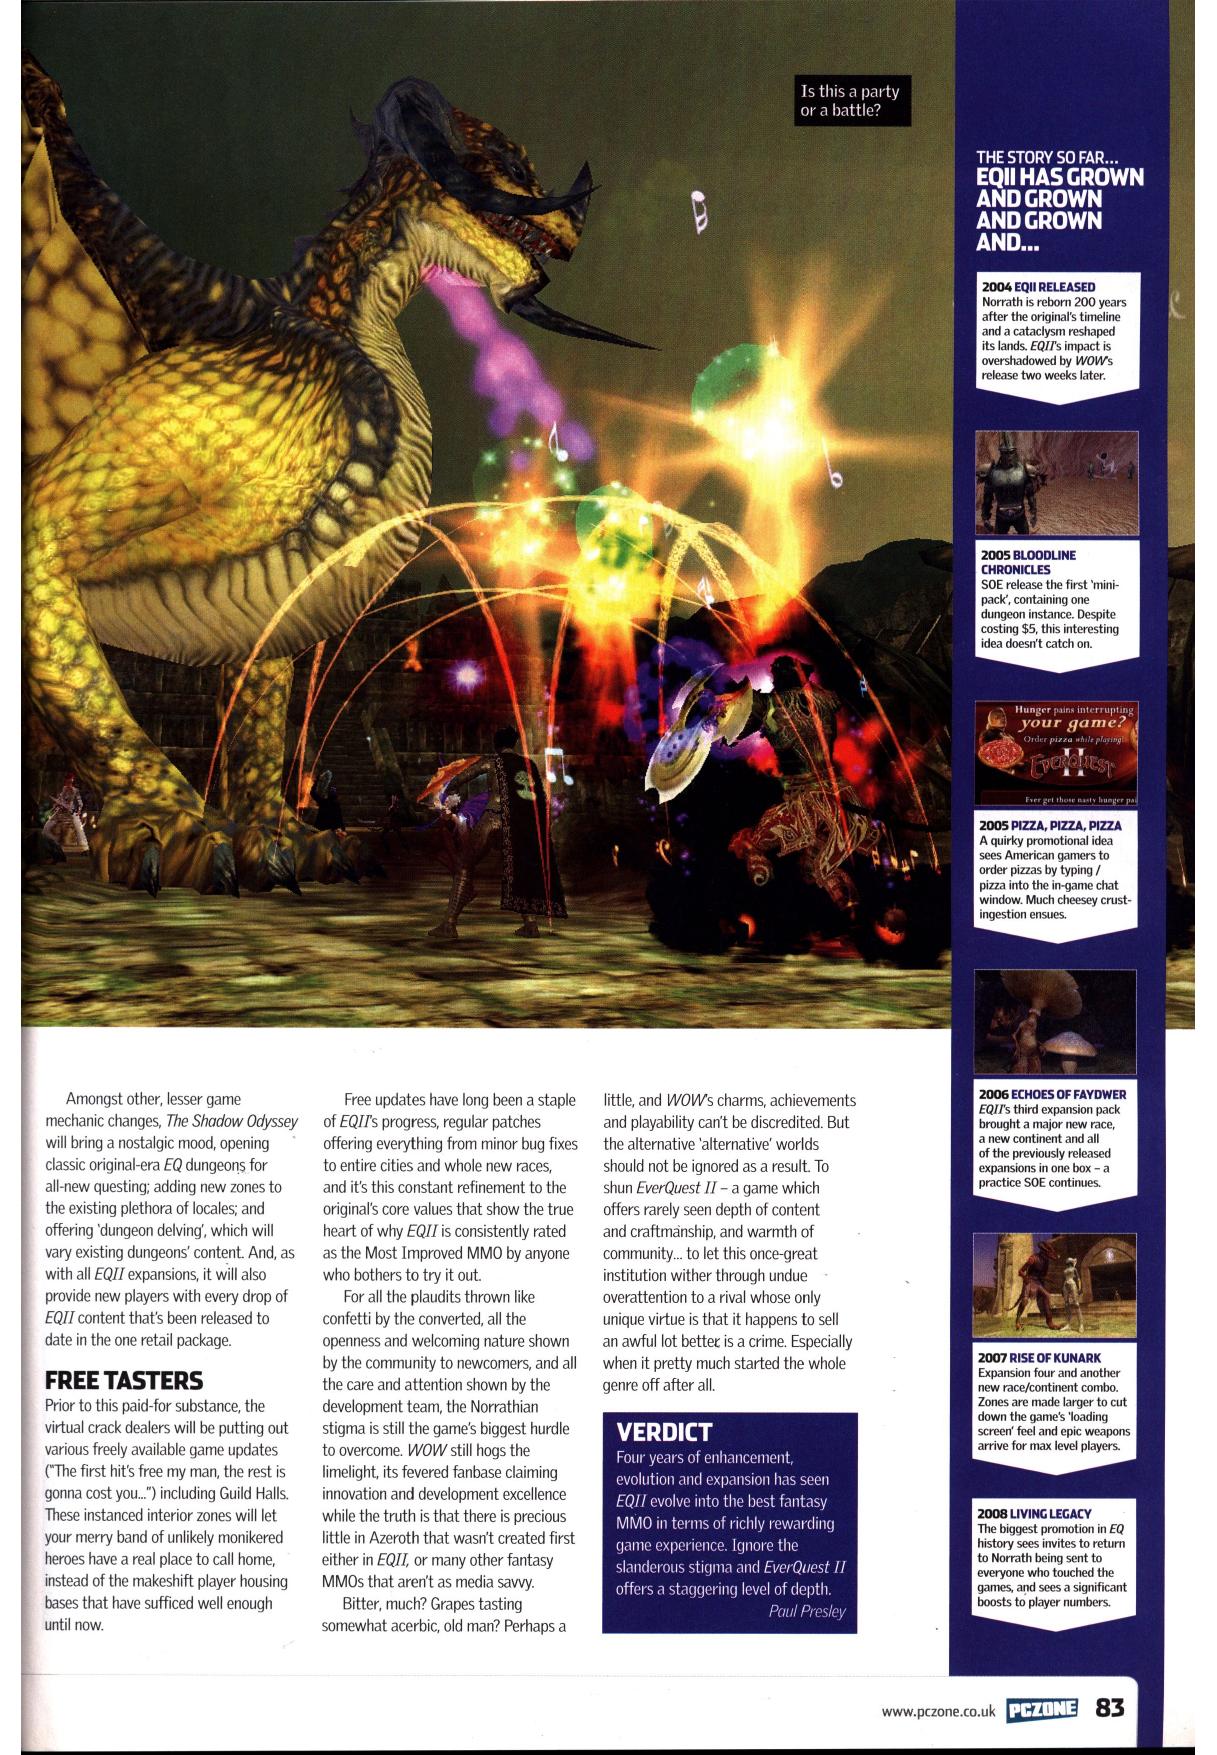 Is this a party
or a battle?
THE STORY SO FAR...
EQII HAS GROWN
AND GROWN
AND GROWN
AND...
2004 EQII RELEASED
Norrath is reborn 200 years
after the original's timeline
and a cataclysm reshaped
its lands. EQII's impact is
overshadowed by WOW's
release two weeks later.
2005 BLOODLINE
CHRONICLES
SOE release the first 'mini-
pack', containing one
dungeon instance. Despite
costing $5, this interesting
idea doesn't catch on.
Hunger pains interrupting
your game?
Order pizza while playing!
EVERQUEST
II
Ever get those nasty hunger pai
2005 PIZZA, PIZZA, PIZZA
A quirky promotional idea
sees American gamers to
order pizzas by typing /
pizza into the in-game chat
window. Much cheesey crust-
ingestion ensues.
2006 ECHOES OF FAYDWER
EQII's third expansion pack
brought a major new race,
a new continent and all
of the previously released
expansions in one box – a
practice SOE continues.
2007 RISE OF KUNARK
Expansion four and another
new race/continent combo.
Zones are made larger to cut
down the game's 'loading
screen' feel and epic weapons
arrive for max level players.
2008 LIVING LEGACY
The biggest promotion in EQ
history sees invites to return
to Norrath being sent to
everyone who touched the
games, and sees a significant
boosts to player numbers.
Amongst other, lesser game
mechanic changes, The Shadow Odyssey
will bring a nostalgic mood, opening
classic original-era EQ dungeons for
all-new questing; adding new zones to
the existing plethora of locales; and
offering 'dungeon delving', which will
vary existing dungeons' content. And, as
with all EQII expansions, it will also
provide new players with every drop of
EQII content that's been released to
date in the one retail package.
FREE TASTERS
Prior to this paid-for substance, the
virtual crack dealers will be putting out
various freely available game updates
("The first hit's free my man, the rest is
gonna cost you...") including Guild Halls.
These instanced interior zones will let
your merry band of unlikely monikered
heroes have a real place to call home,
instead of the makeshift player housing
bases that have sufficed well enough
until now.
Free updates have long been a staple
of EQII's progress, regular patches
offering everything from minor bug fixes
to entire cities and whole new races,
and it's this constant refinement to the
original's core values that show the true
heart of why EQII is consistently rated
as the Most Improved MMO by anyone
who bothers to try it out.
For all the plaudits thrown like
confetti by the converted, all the
openness and welcoming nature shown
by the community to newcomers, and all
the care and attention shown by the
development team, the Norrathian
stigma is still the game's biggest hurdle
to overcome. WOW still hogs the
limelight, its fevered fanbase claiming
innovation and development excellence
while the truth is that there is precious
little in Azeroth that wasn't created first
either in EQII, or many other fantasy
MMOs that aren't as media savvy.
Bitter, much? Grapes tasting
somewhat acerbic, old man? Perhaps a
little, and WOW's charms, achievements
and playability can't be discredited. But
the alternative 'alternative' worlds
should not be ignored as a result. To
shun EverQuest II – a game which
offers rarely seen depth of content
and craftmanship, and warmth of
community... to let this once-great
institution wither through undue
overattention to a rival whose only
unique virtue is that it happens to sell
an awful lot better, is a crime. Especially
when it pretty much started the whole
genre off after all.
VERDICT
Four years of enhancement,
evolution and expansion has seen
EQII evolve into the best fantasy
MMO in terms of richly rewarding
game experience. Ignore the
slanderous stigma and EverQuest II
offers a staggering level of depth.
Paul Presley
www.pczone.co.uk PCZONE 83